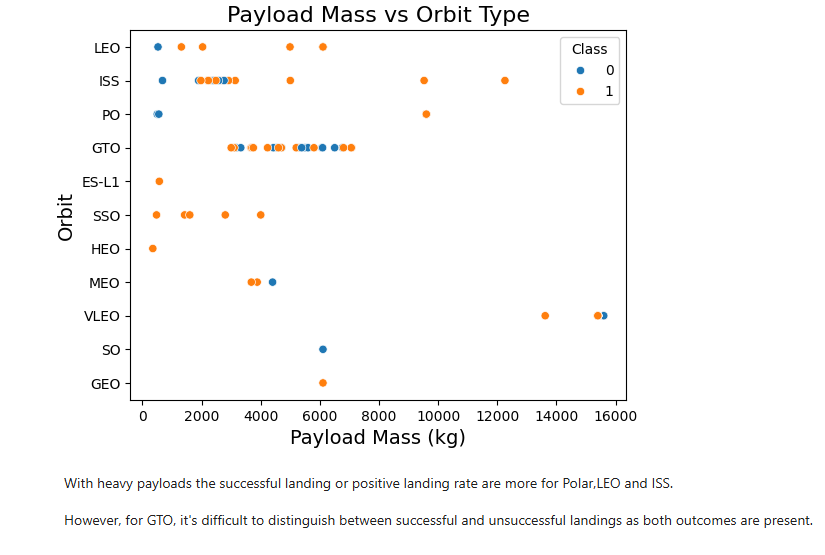 Payload Mass vs Orbit Type
Class
0
1
LEO
ISS
PO
GTO
ES-L1
SSO
HEO
MEO
VLEO
SO
GEO
Orbit
0 2000 4000 6000 8000 10000 12000 14000 16000
Payload Mass (kg)
With heavy payloads the successful landing or positive landing rate are more for Polar,LEO and ISS.
However, for GTO, it's difficult to distinguish between successful and unsuccessful landings as both outcomes are present.